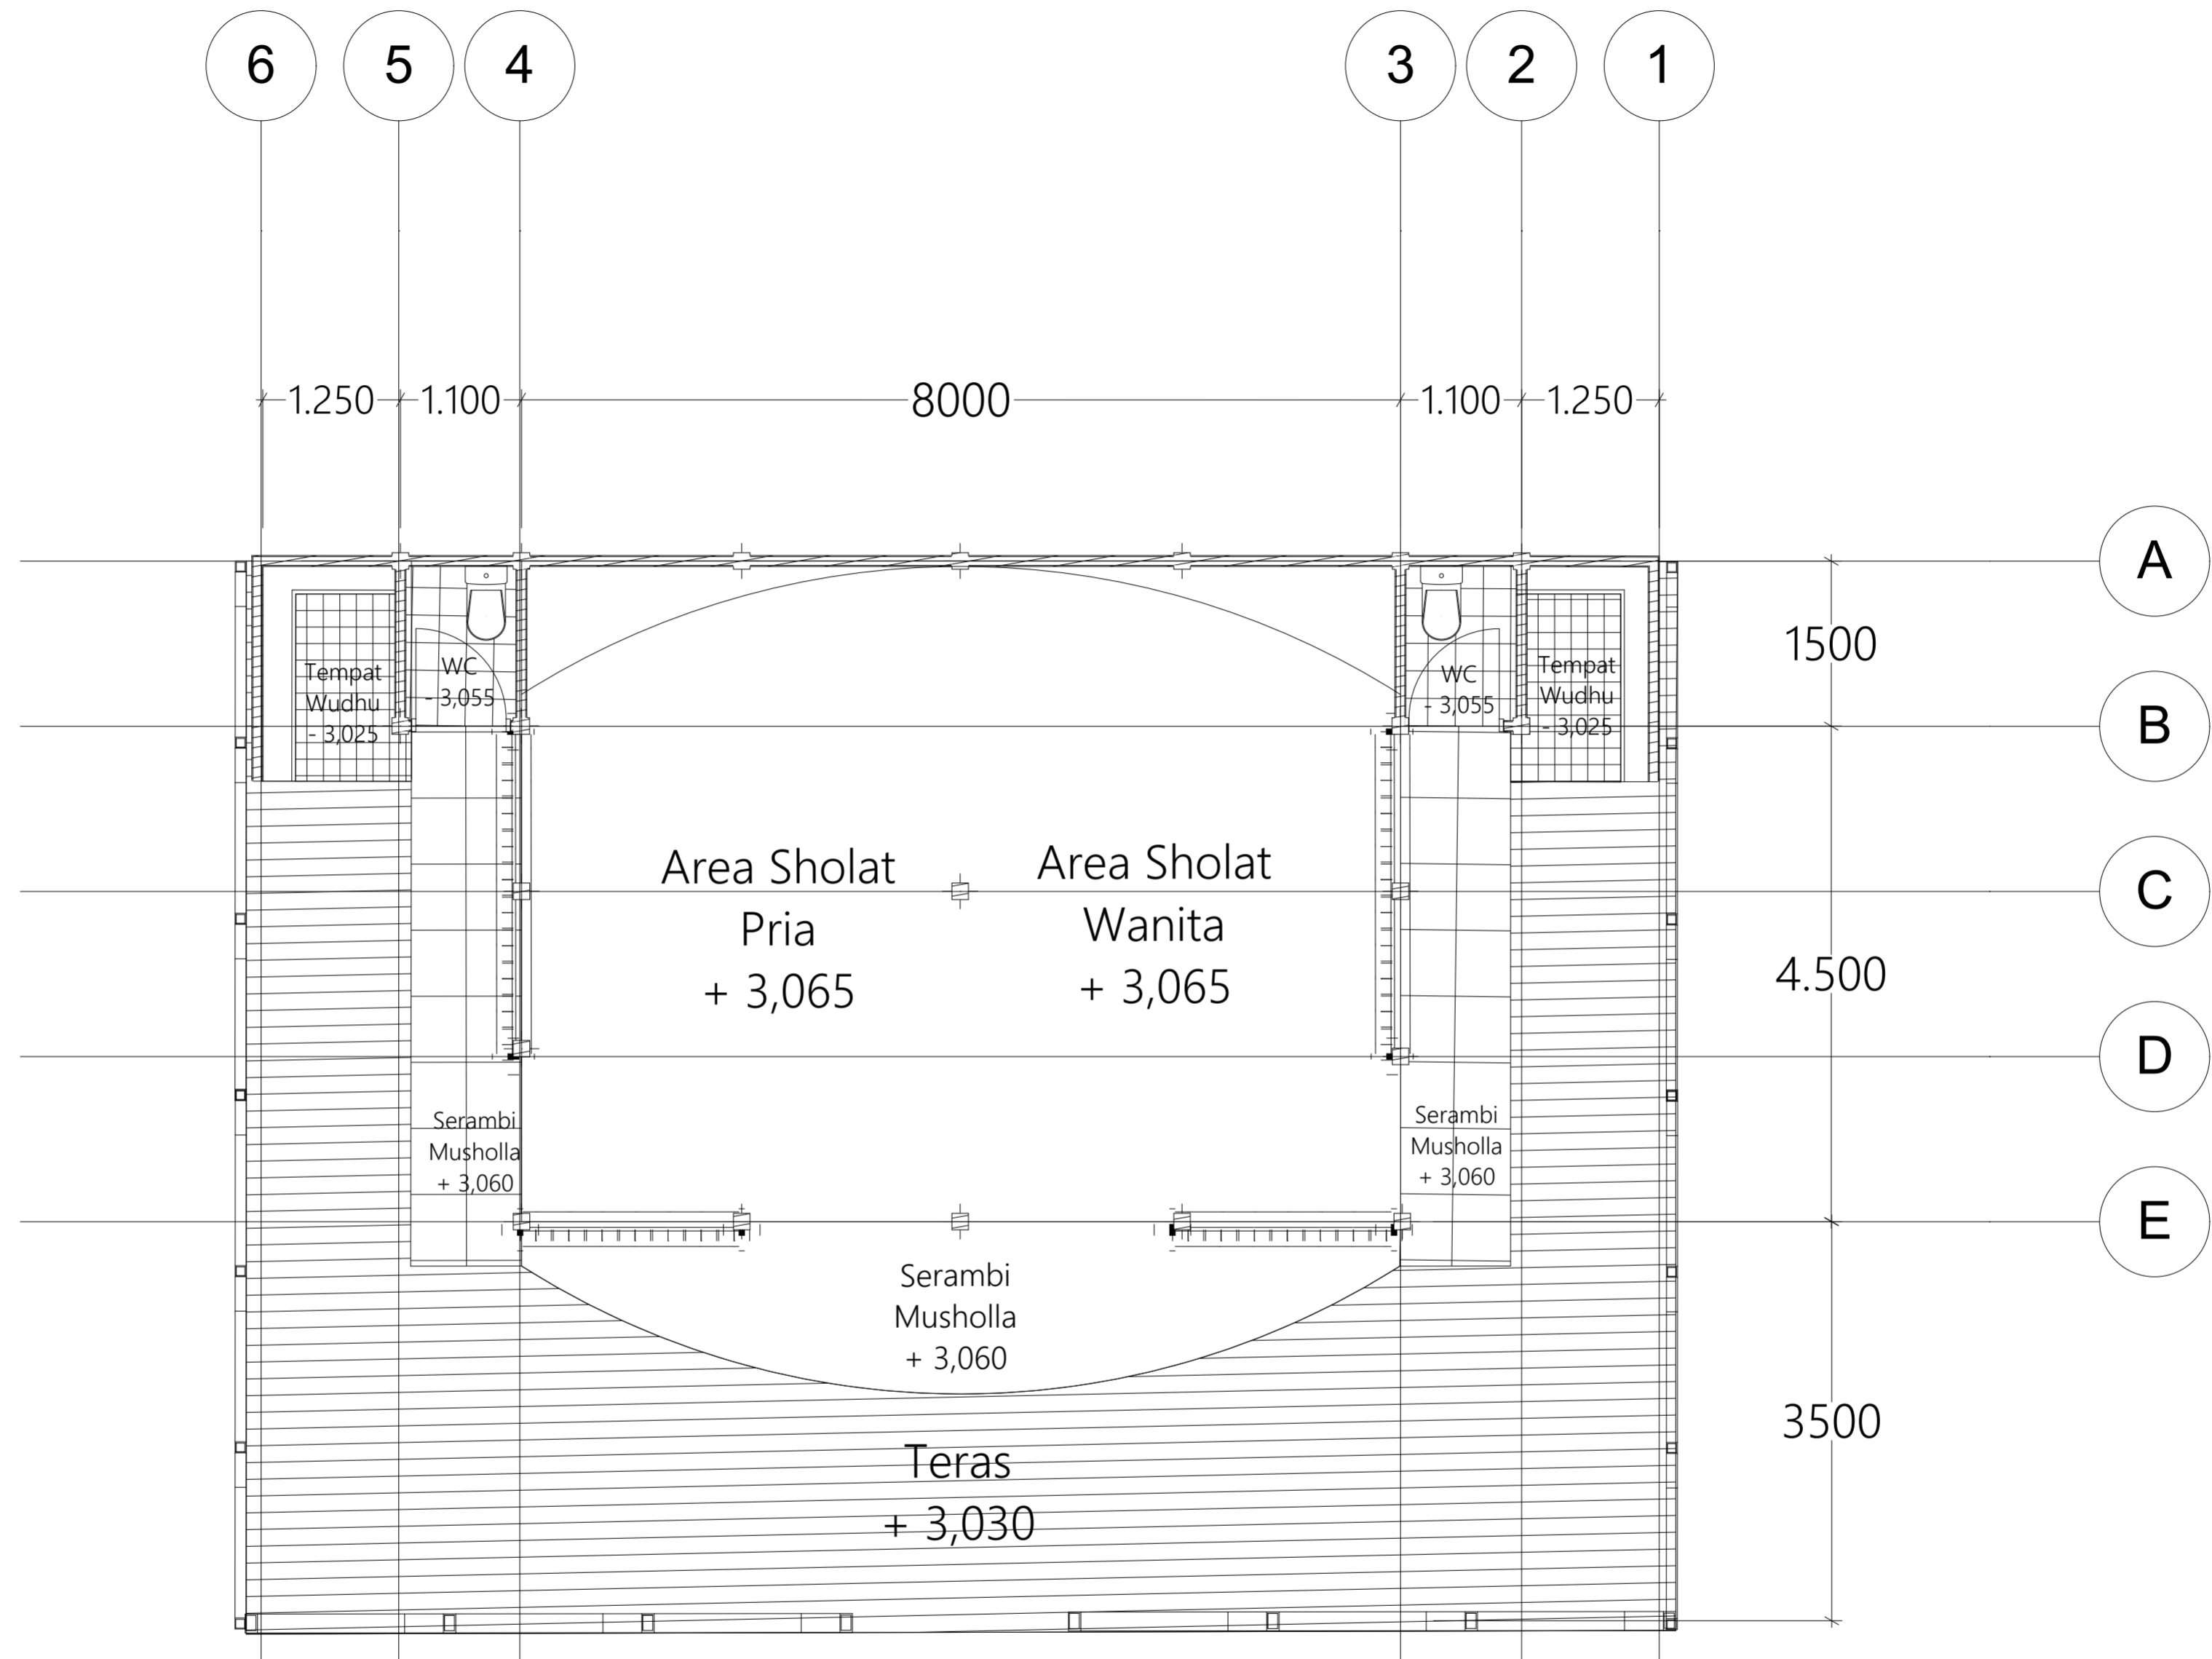 6 5 4 3 2 1
1.250 1.100 8000 1.100 1.250
A
1500
B
C
4.500
D
E
3500
Tempat
Wudhu
- 3,025
WC
- 3,055
WC
- 3,055
Tempat
Wudhu
- 3,025
Area Sholat
Pria
+ 3,065
Area Sholat
Wanita
+ 3,065
Serambi
Musholla
+ 3,060
Serambi
Musholla
+ 3,060
Serambi
Musholla
+ 3,060
Teras
+ 3,030